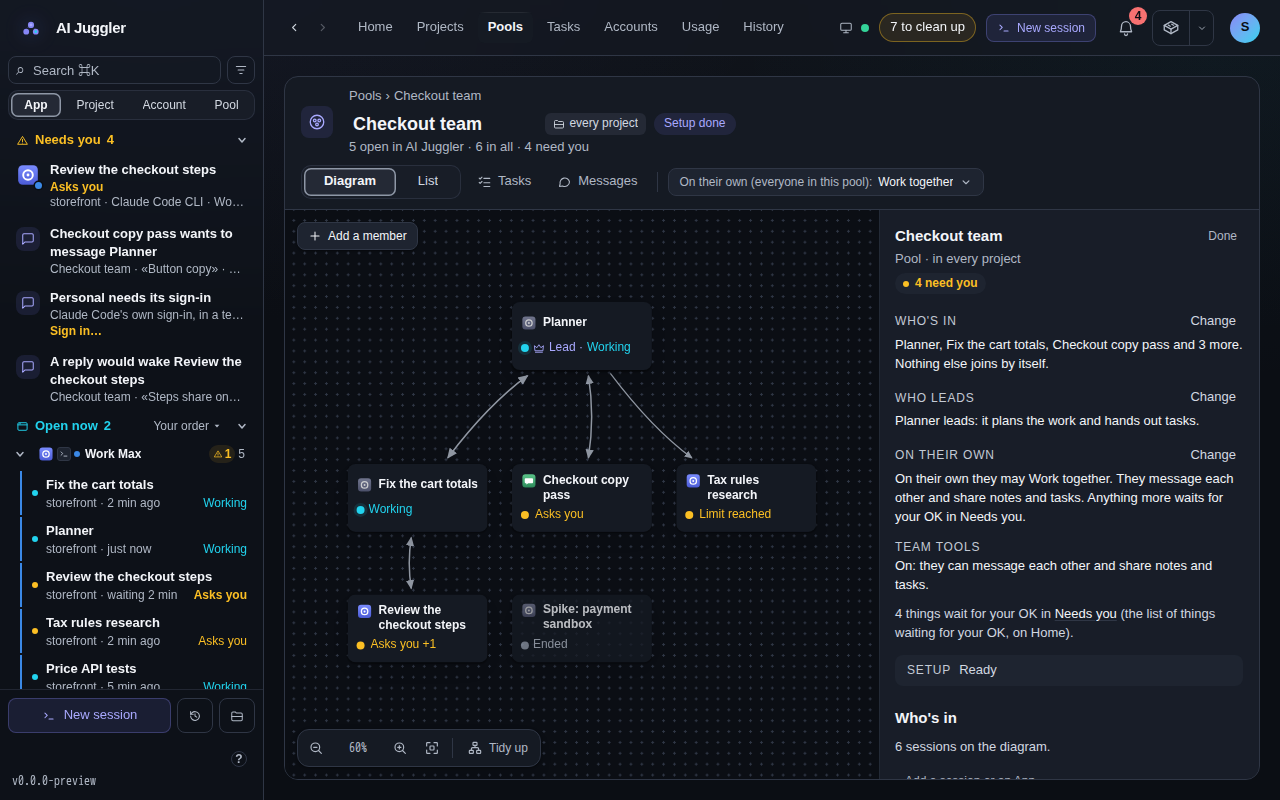 AI Juggler
Search ⌘K
App Project Account Pool
Needs you 4
Review the checkout steps
Asks you
storefront · Claude Code CLI · Wo…
Checkout copy pass wants to
message Planner
Checkout team · «Button copy» · …
Personal needs its sign-in
Claude Code's own sign-in, in a te…
Sign in…
A reply would wake Review the
checkout steps
Checkout team · «Steps share on…
Open now 2
Your order
Work Max
1 5
Fix the cart totals
storefront · 2 min ago Working
Planner
storefront · just now Working
Review the checkout steps
storefront · waiting 2 min Asks you
Tax rules research
storefront · 2 min ago Asks you
Price API tests
storefront · 5 min ago Working
New session
?
v0.0.0-preview
Home Projects Pools Tasks Accounts Usage History
7 to clean up
New session
4
S
Pools › Checkout team
Checkout team
every project
Setup done
5 open in AI Juggler · 6 in all · 4 need you
Diagram List Tasks Messages
On their own (everyone in this pool): Work together
Add a member
Planner
Lead · Working
Fix the cart totals
Working
Checkout copy
pass
Asks you
Tax rules
research
Limit reached
Review the
checkout steps
Asks you +1
Spike: payment
sandbox
Ended
60%
Tidy up
Checkout team
Done
Pool · in every project
4 need you
WHO'S IN
Change
Planner, Fix the cart totals, Checkout copy pass and 3 more.
Nothing else joins by itself.
WHO LEADS
Change
Planner leads: it plans the work and hands out tasks.
ON THEIR OWN
Change
On their own they may Work together. They message each
other and share notes and tasks. Anything more waits for
your OK in Needs you.
TEAM TOOLS
On: they can message each other and share notes and
tasks.
4 things wait for your OK in Needs you (the list of things
waiting for your OK, on Home).
SETUP Ready
Who's in
6 sessions on the diagram.
Add a session or an App